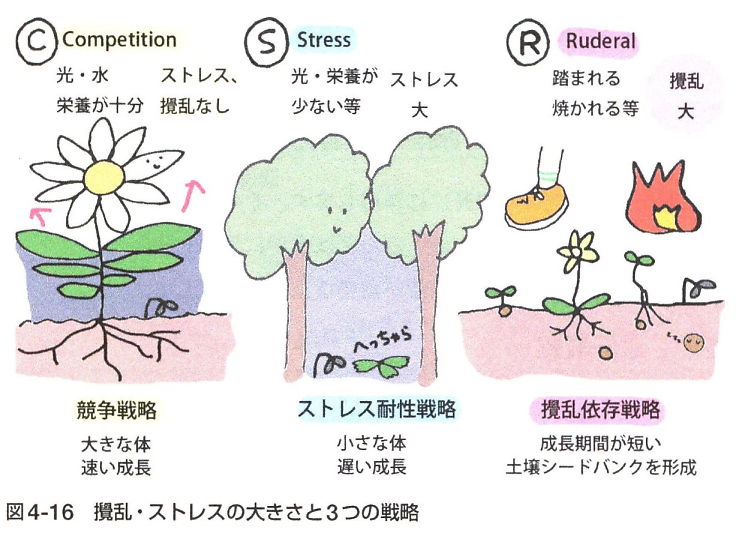 C Competition
光・水 ストレス、
栄養が十分 攪乱なし
競争戦略
大きな体
速い成長
S Stress
光・栄養が ストレス
少ない等 大
へっちゃら
ストレス耐性戦略
小さな体
遅い成長
R Ruderal
踏まれる 攪乱
焼かれる等 大
攪乱依存戦略
成長期間が短い
土壌シードバンクを形成
図4-16 攪乱・ストレスの大きさと3つの戦略